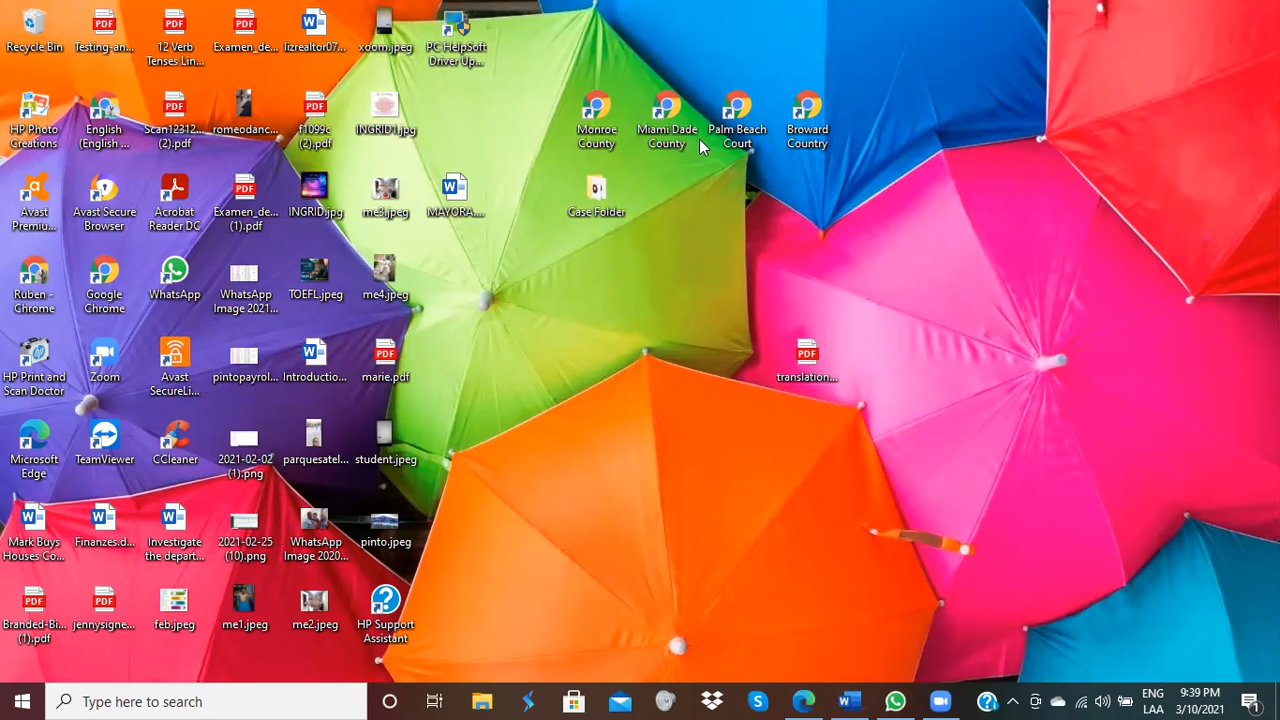 Recycle Bin
Testing-an...
12 Verb
Tenses Lin...
Examen_de...
lizrealtor07...
xoom.jpeg
PC HelpSoft
Driver Up...
HP Photo
Creations
English
(English ...
Scan12312...
(2).pdf
romeodanc...
f1099c
(2).pdf
INGRID1.jpg
Monroe
County
Miami Dade
County
Palm Beach
Court
Broward
Country
Avast
Premiu...
Avast Secure
Browser
Acrobat
Reader DC
Examen_de...
(1).pdf
INGRID.jpg
me3.jpeg
MAYORA....
Case Folder
Ruben -
Chrome
Google
Chrome
WhatsApp
WhatsApp
Image 2021...
TOEFL.jpeg
me4.jpeg
HP Print and
Scan Doctor
Zoom
Avast
SecureLi...
pintopayrol...
Introductio...
marie.pdf
translation...
Microsoft
Edge
TeamViewer
CCleaner
2021-02-02
(1).png
parquesatel...
student.jpeg
Mark Buys
Houses Co...
Finanzes.d...
Investigate
the depart...
2021-02-25
(10).png
WhatsApp
Image 2020...
pinto.jpeg
Branded-Bi...
(1).pdf
jennysigne...
feb.jpeg
me1.jpeg
me2.jpeg
HP Support
Assistant
Type here to search
ENG
LAA
9:39 PM
3/10/2021
1